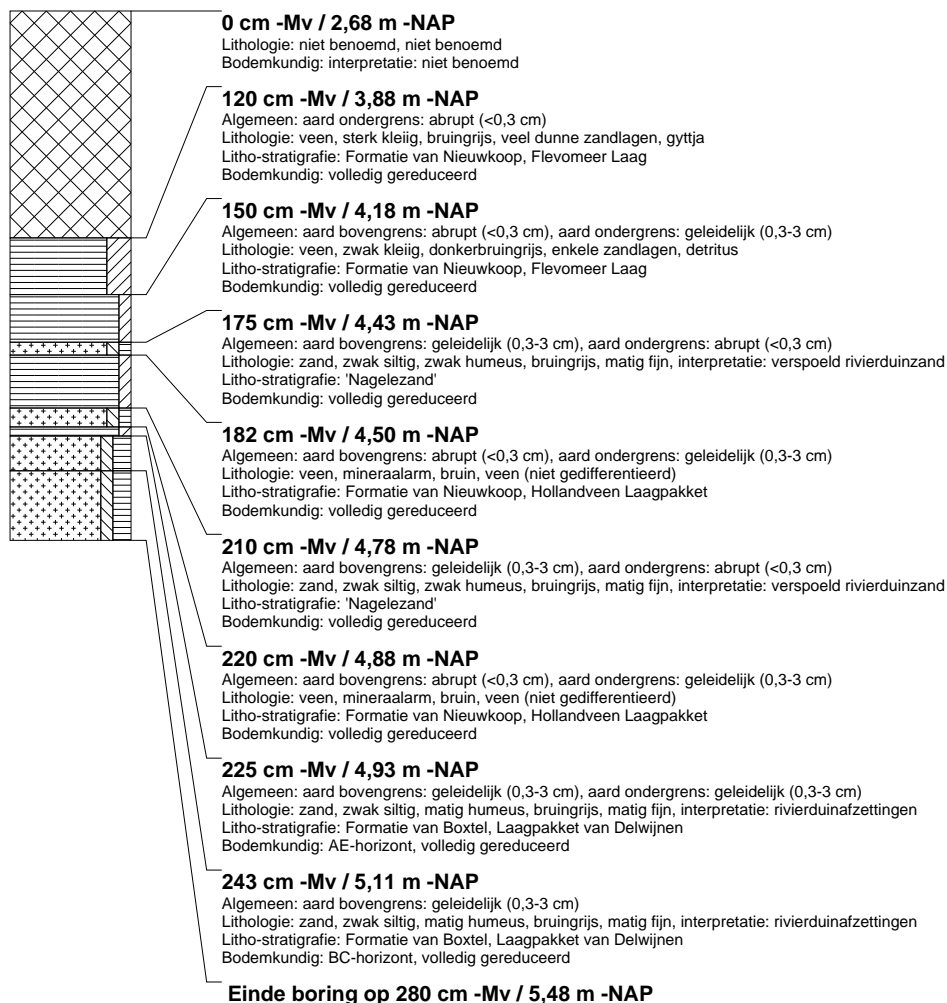 0 cm -Mv / 2,68 m -NAP
Lithologie: niet benoemd, niet benoemd
Bodemkundig: interpretatie: niet benoemd
120 cm -Mv / 3,88 m -NAP
Algemeen: aard ondergrens: abrupt (<0,3 cm)
Lithologie: veen, sterk kleiig, bruingrijs, veel dunne zandlagen, gyttja
Litho-stratigrafie: Formatie van Nieuwkoop, Flevomeer Laag
Bodemkundig: volledig gereduceerd
150 cm -Mv / 4,18 m -NAP
Algemeen: aard bovengrens: abrupt (<0,3 cm), aard ondergrens: geleidelijk (0,3-3 cm)
Lithologie: veen, zwak kleiig, donkerbruingrijs, enkele zandlagen, detritus
Litho-stratigrafie: Formatie van Nieuwkoop, Flevomeer Laag
Bodemkundig: volledig gereduceerd
175 cm -Mv / 4,43 m -NAP
Algemeen: aard bovengrens: geleidelijk (0,3-3 cm), aard ondergrens: abrupt (<0,3 cm)
Lithologie: zand, zwak siltig, zwak humeus, bruingrijs, matig fijn, interpretatie: verspoeld rivierduinzand
Litho-stratigrafie: 'Nagelezand'
Bodemkundig: volledig gereduceerd
182 cm -Mv / 4,50 m -NAP
Algemeen: aard bovengrens: abrupt (<0,3 cm), aard ondergrens: geleidelijk (0,3-3 cm)
Lithologie: veen, mineraalarm, bruin, veen (niet gedifferentieerd)
Litho-stratigrafie: Formatie van Nieuwkoop, Hollandveen Laagpakket
Bodemkundig: volledig gereduceerd
210 cm -Mv / 4,78 m -NAP
Algemeen: aard bovengrens: geleidelijk (0,3-3 cm), aard ondergrens: abrupt (<0,3 cm)
Lithologie: zand, zwak siltig, zwak humeus, bruingrijs, matig fijn, interpretatie: verspoeld rivierduinzand
Litho-stratigrafie: 'Nagelezand'
Bodemkundig: volledig gereduceerd
220 cm -Mv / 4,88 m -NAP
Algemeen: aard bovengrens: abrupt (<0,3 cm), aard ondergrens: geleidelijk (0,3-3 cm)
Lithologie: veen, mineraalarm, bruin, veen (niet gedifferentieerd)
Litho-stratigrafie: Formatie van Nieuwkoop, Hollandveen Laagpakket
Bodemkundig: volledig gereduceerd
225 cm -Mv / 4,93 m -NAP
Algemeen: aard bovengrens: geleidelijk (0,3-3 cm), aard ondergrens: geleidelijk (0,3-3 cm)
Lithologie: zand, zwak siltig, matig humeus, bruingrijs, matig fijn, interpretatie: rivierduinafzettingen
Litho-stratigrafie: Formatie van Boxtel, Laagpakket van Delwijnen
Bodemkundig: AE-horizont, volledig gereduceerd
243 cm -Mv / 5,11 m -NAP
Algemeen: aard bovengrens: geleidelijk (0,3-3 cm)
Lithologie: zand, zwak siltig, matig humeus, bruingrijs, matig fijn, interpretatie: rivierduinafzettingen
Litho-stratigrafie: Formatie van Boxtel, Laagpakket van Delwijnen
Bodemkundig: BC-horizont, volledig gereduceerd
Einde boring op 280 cm -Mv / 5,48 m -NAP